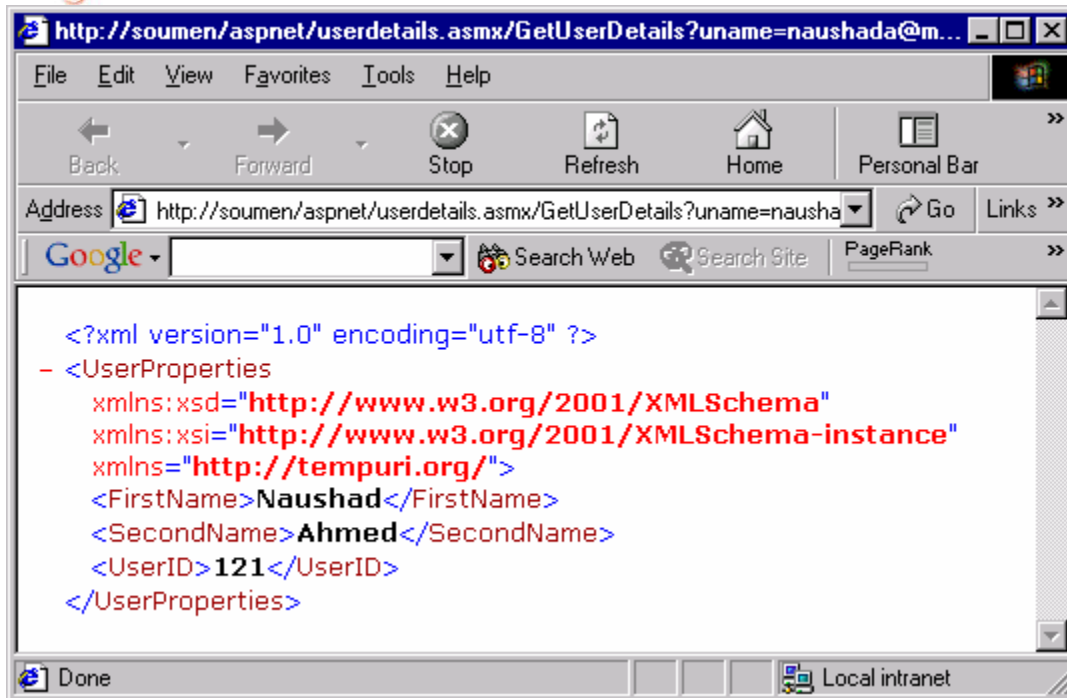 http://soumen/aspnet/userdetails.asmx/GetUserDetails?uname=naushada@m...
File Edit View Favorites Tools Help
Back Forward Stop Refresh Home Personal Bar »
Address http://soumen/aspnet/userdetails.asmx/GetUserDetails?uname=nausha Go Links »
Google Search Web Search Site PageRank »
<?xml version="1.0" encoding="utf-8" ?>
– <UserProperties
xmlns:xsd="http://www.w3.org/2001/XMLSchema"
xmlns:xsi="http://www.w3.org/2001/XMLSchema-instance"
xmlns="http://tempuri.org/">
<FirstName>Naushad</FirstName>
<SecondName>Ahmed</SecondName>
<UserID>121</UserID>
</UserProperties>
Done Local intranet